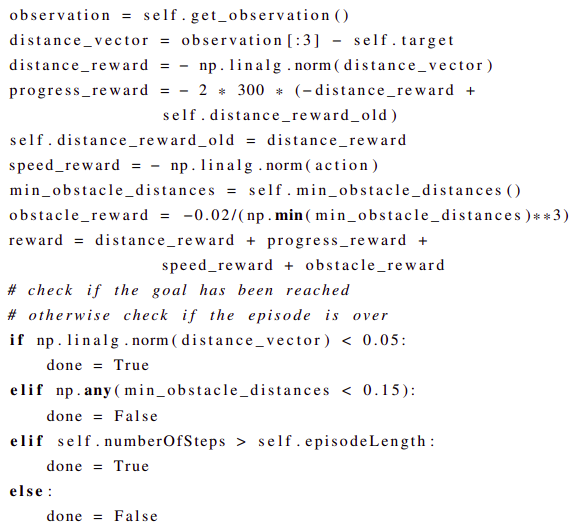 observation = self.get_observation()
distance_vector = observation[:3] - self.target
distance_reward = - np.linalg.norm(distance_vector)
progress_reward = - 2 * 300 * (-distance_reward +
self.distance_reward_old)
self.distance_reward_old = distance_reward
speed_reward = - np.linalg.norm(action)
min_obstacle_distances = self.min_obstacle_distances()
obstacle_reward = -0.02/(np.min(min_obstacle_distances)**3)
reward = distance_reward + progress_reward +
speed_reward + obstacle_reward
# check if the goal has been reached
# otherwise check if the episode is over
if np.linalg.norm(distance_vector) < 0.05:
done = True
elif np.any(min_obstacle_distances < 0.15):
done = False
elif self.numberOfSteps > self.episodeLength:
done = True
else:
done = False